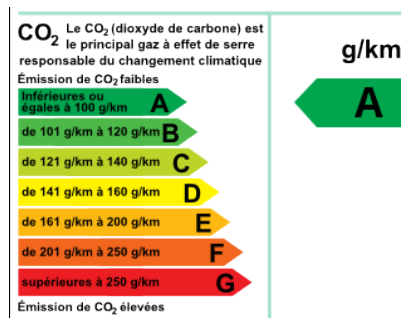 CO2 Le CO2 (dioxyde de carbone) est
le principal gaz à effet de serre
responsable du changement climatique
Émission de CO2 faibles
Inférieures ou
égales à 100 g/km A
de 101 g/km à 120 g/km B
de 121 g/km à 140 g/km C
de 141 g/km à 160 g/km D
de 161 g/km à 200 g/km E
de 201 g/km à 250 g/km F
supérieures à 250 g/km G
Émission de CO2 élevées
g/km
A